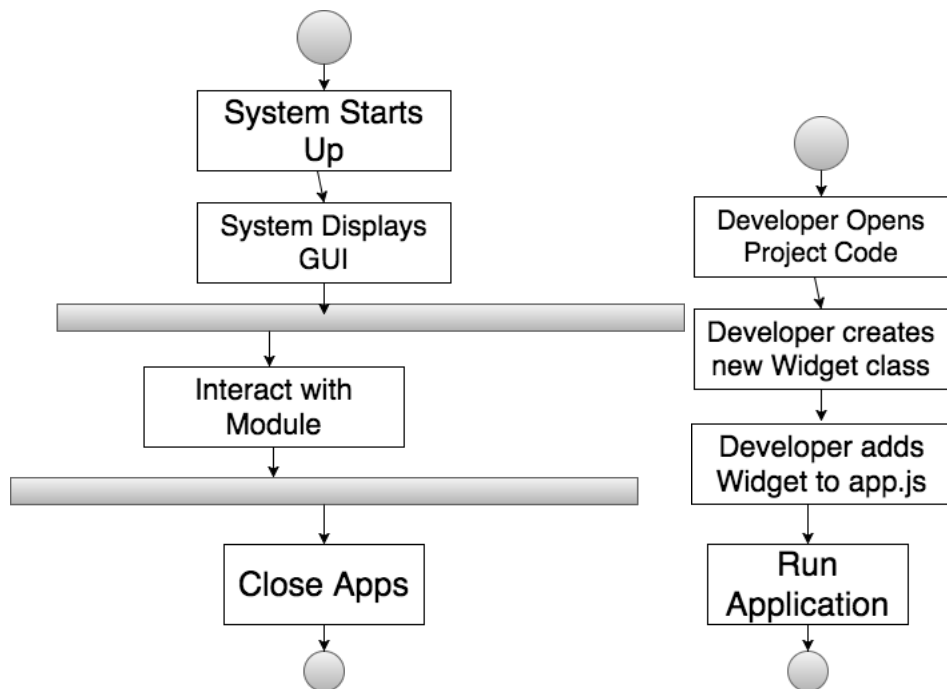 System Starts
Up
System Displays
GUI
Interact with
Module
Close Apps
Developer Opens
Project Code
Developer creates
new Widget class
Developer adds
Widget to app.js
Run
Application